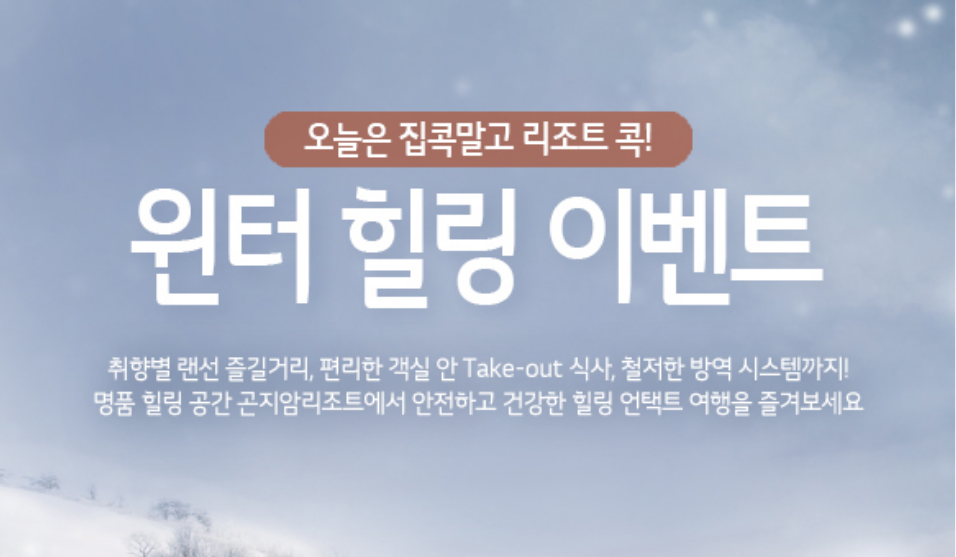 오늘은 집콕말고 리조트 콕!
윈터 힐링 이벤트
취향별 랜선 즐길거리, 편리한 객실 안 Take-out 식사, 철저한 방역 시스템까지!
명품 힐링 공간 곤지암리조트에서 안전하고 건강한 힐링 언택트 여행을 즐겨보세요